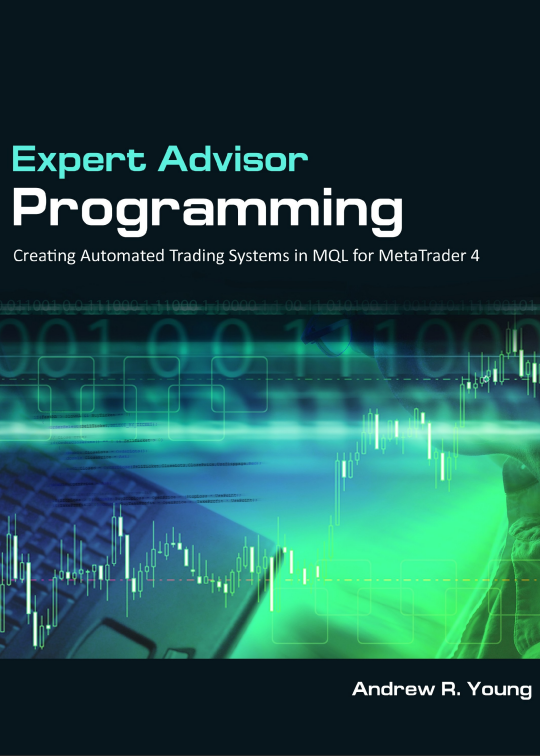 Expert Advisor
Programming
Creating Automated Trading Systems in MQL for MetaTrader 4
Andrew R. Young